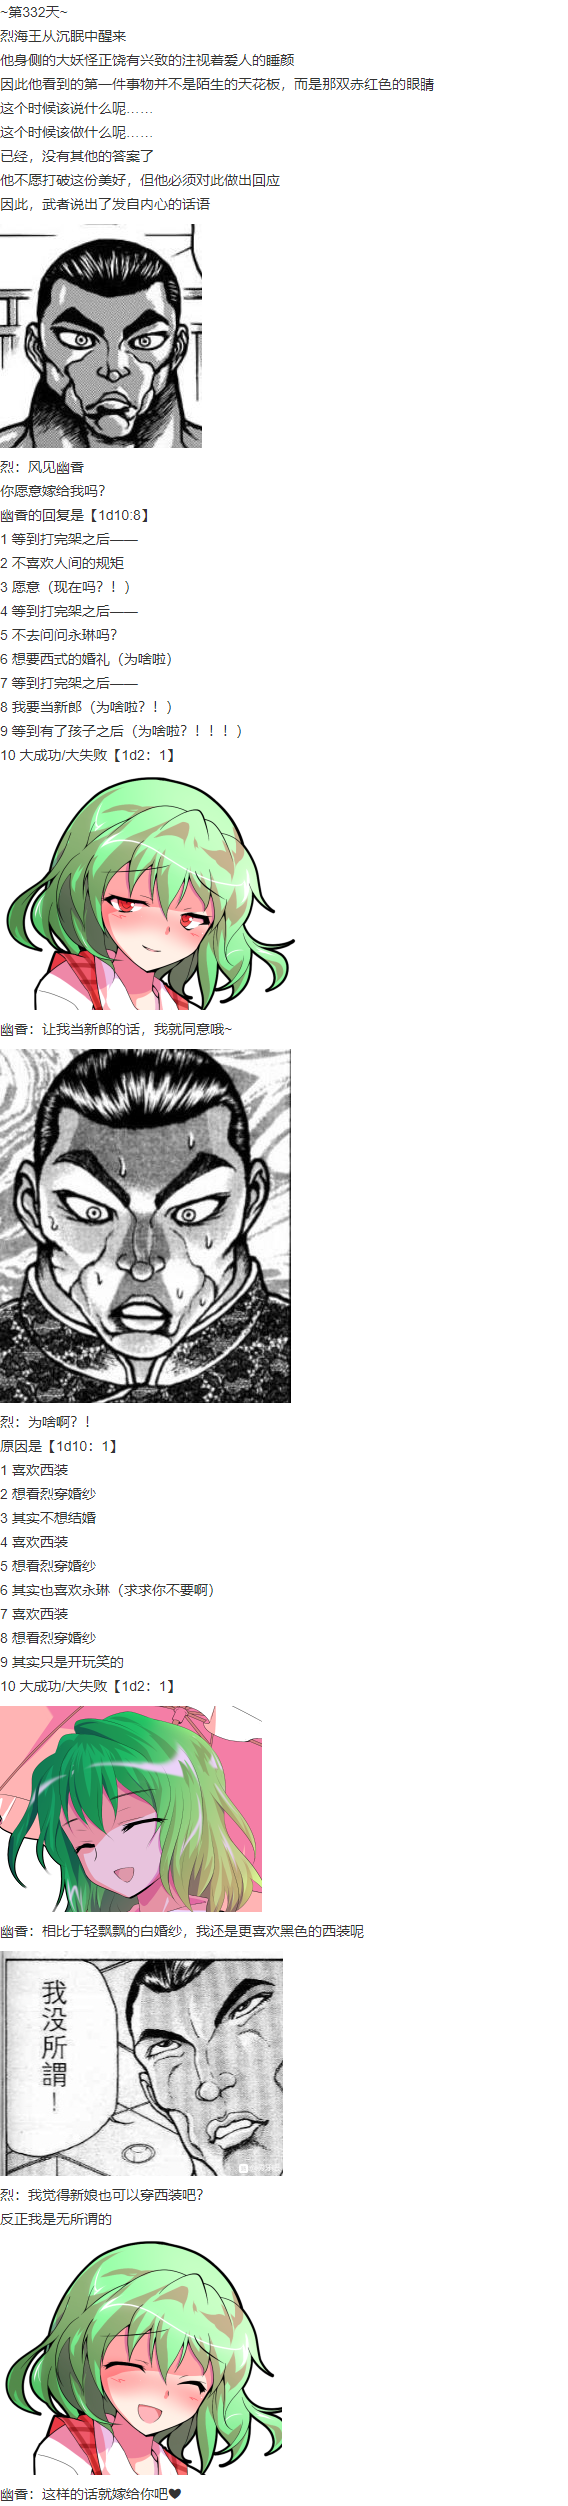 ~第332天~
烈海王从沉眠中醒来
他身侧的大妖怪正饶有兴致的注视着爱人的睡颜
因此他看到的第一件事物并不是陌生的天花板，而是那双赤红色的眼睛
这个时候该说什么呢……
这个时候该做什么呢……
已经，没有其他的答案了
他不愿打破这份美好，但他必须对此做出回应
因此，武者说出了发自内心的话语
烈：风见幽香
你愿意嫁给我吗？
幽香的回复是【1d10:8】
1 等到打完架之后——
2 不喜欢人间的规矩
3 愿意（现在吗？！）
4 等到打完架之后——
5 不去问问永琳吗？
6 想要西式的婚礼（为啥啦）
7 等到打完架之后——
8 我要当新郎（为啥啦？！）
9 等到有了孩子之后（为啥啦？！！！）
10 大成功/大失败【1d2：1】
幽香：让我当新郎的话，我就同意哦~
烈：为啥啊？！
原因是【1d10：1】
1 喜欢西装
2 想看烈穿婚纱
3 其实不想结婚
4 喜欢西装
5 想看烈穿婚纱
6 其实也喜欢永琳（求求你不要啊）
7 喜欢西装
8 想看烈穿婚纱
9 其实只是开玩笑的
10 大成功/大失败【1d2：1】
幽香：相比于轻飘飘的白婚纱，我还是更喜欢黑色的西装呢
我没所謂！
烈：我觉得新娘也可以穿西装吧？
反正我是无所谓的
幽香：这样的话就嫁给你吧♥